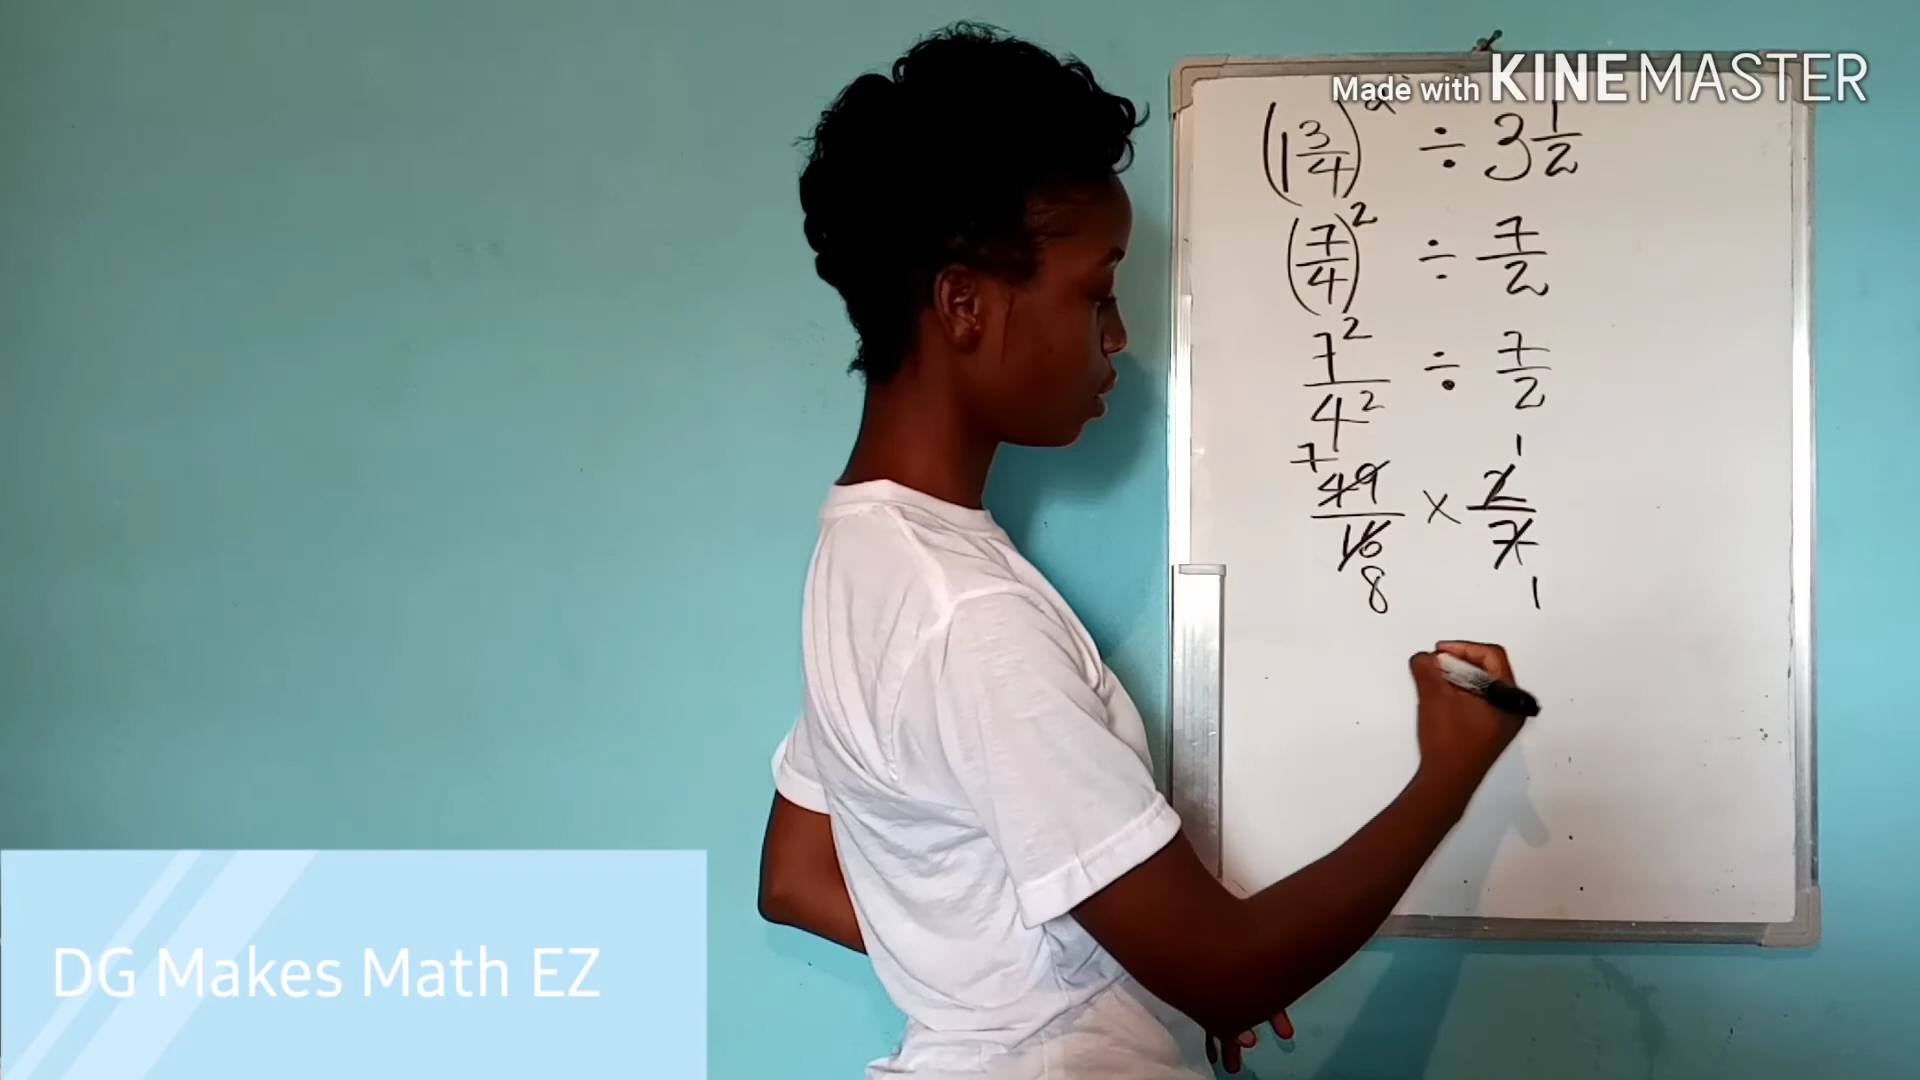 Made with KINEMASTER
(1 3/4)² ÷ 3 1/2
(7/4)² ÷ 7/2
7²/4² ÷ 7/2
7 1
49/16 × 2/7
8 1
DG Makes Math EZ